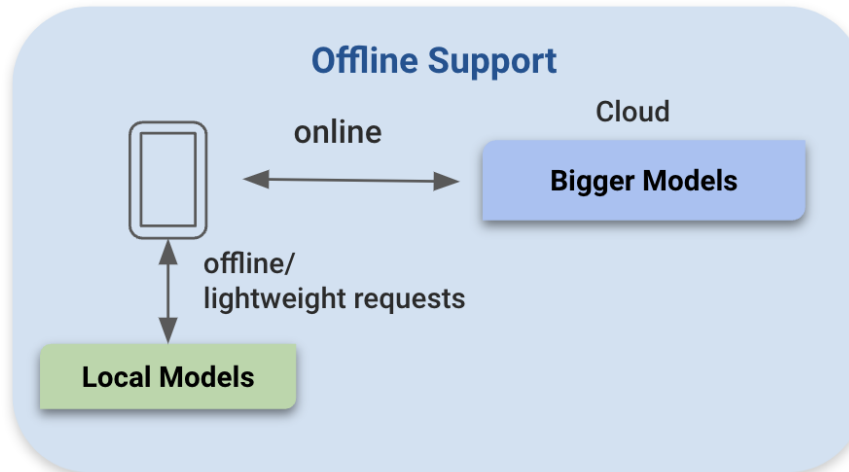 Offline Support
Cloud
online
Bigger Models
offline/
lightweight requests
Local Models